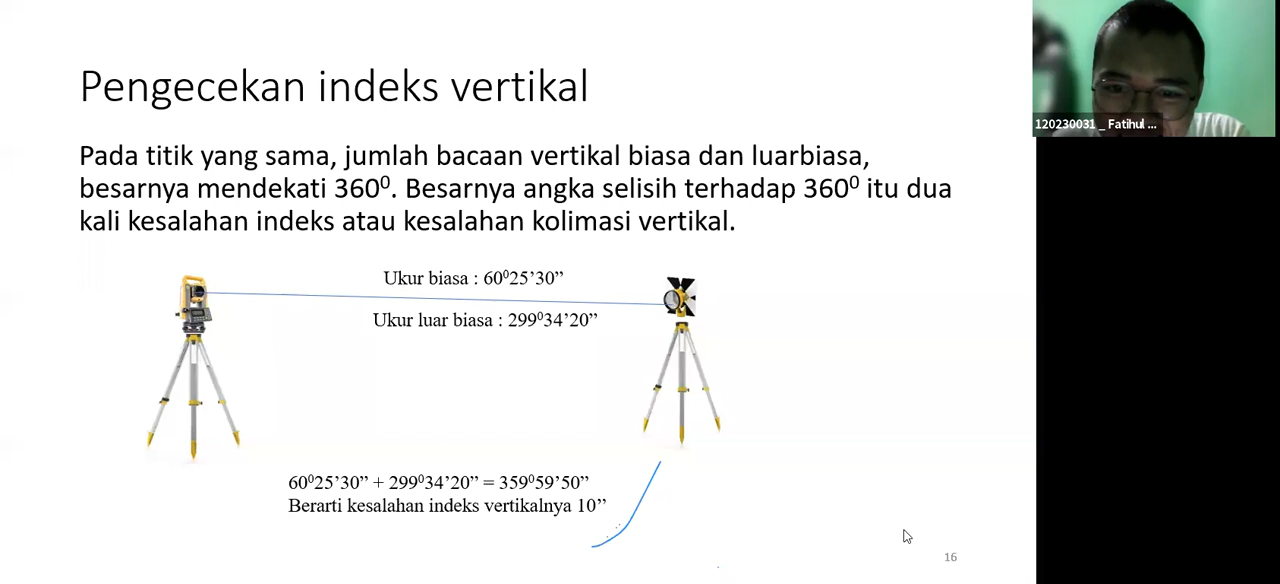 Pengecekan indeks vertikal
Pada titik yang sama, jumlah bacaan vertikal biasa dan luarbiasa,
besarnya mendekati 360⁰. Besarnya angka selisih terhadap 360⁰ itu dua
kali kesalahan indeks atau kesalahan kolimasi vertikal.
Ukur biasa : 60⁰25’30”
Ukur luar biasa : 299⁰34’20”
60⁰25’30” + 299⁰34’20” = 359⁰59’50”
Berarti kesalahan indeks vertikalnya 10”
16
120230031 _ Fatihul ...